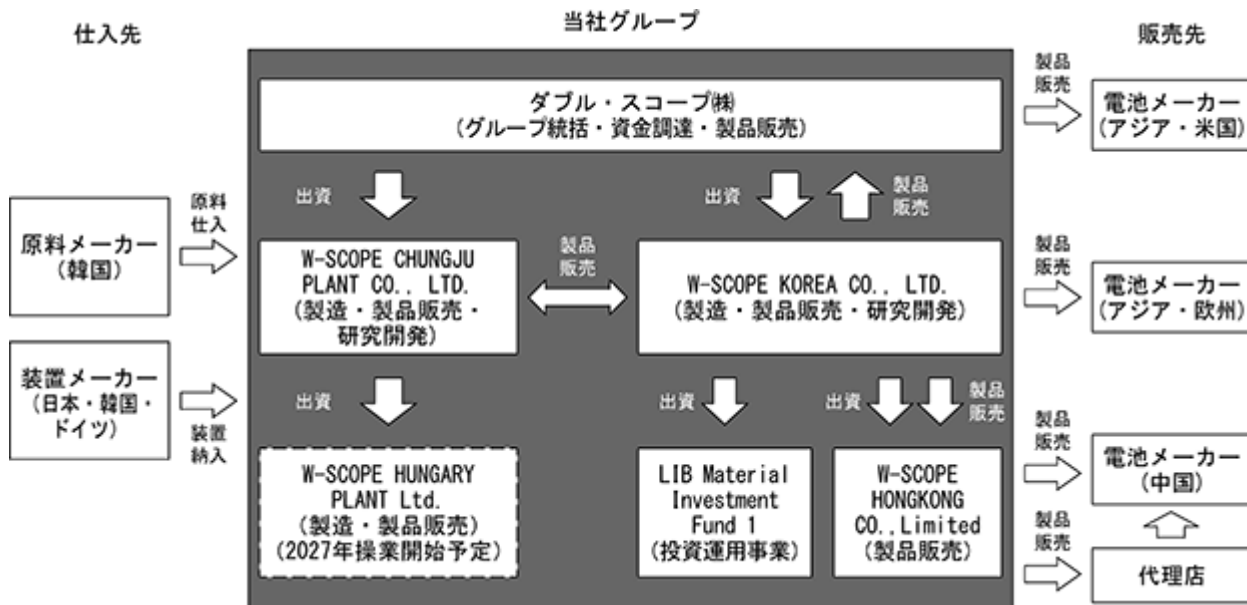 仕入先
当社グループ
販売先
ダブル・スコープ㈱
(グループ統括・資金調達・製品販売)
製品
販売
電池メーカー
(アジア・米国)
出資
出資
製品
販売
原料メーカー
(韓国)
原料
仕入
W-SCOPE CHUNGJU
PLANT CO., LTD.
(製造・製品販売・
研究開発)
製品
販売
W-SCOPE KOREA CO., LTD.
(製造・製品販売・研究開発)
製品
販売
電池メーカー
(アジア・欧州)
装置メーカー
(日本・韓国・
ドイツ)
装置
納入
出資
出資
出資
製品
販売
W-SCOPE HUNGARY
PLANT Ltd.
(製造・製品販売)
(2027年操業開始予定)
LIB Material
Investment
Fund 1
(投資運用事業)
W-SCOPE
HONGKONG
CO.,Limited
(製品販売)
製品
販売
電池メーカー
(中国)
製品
販売
代理店